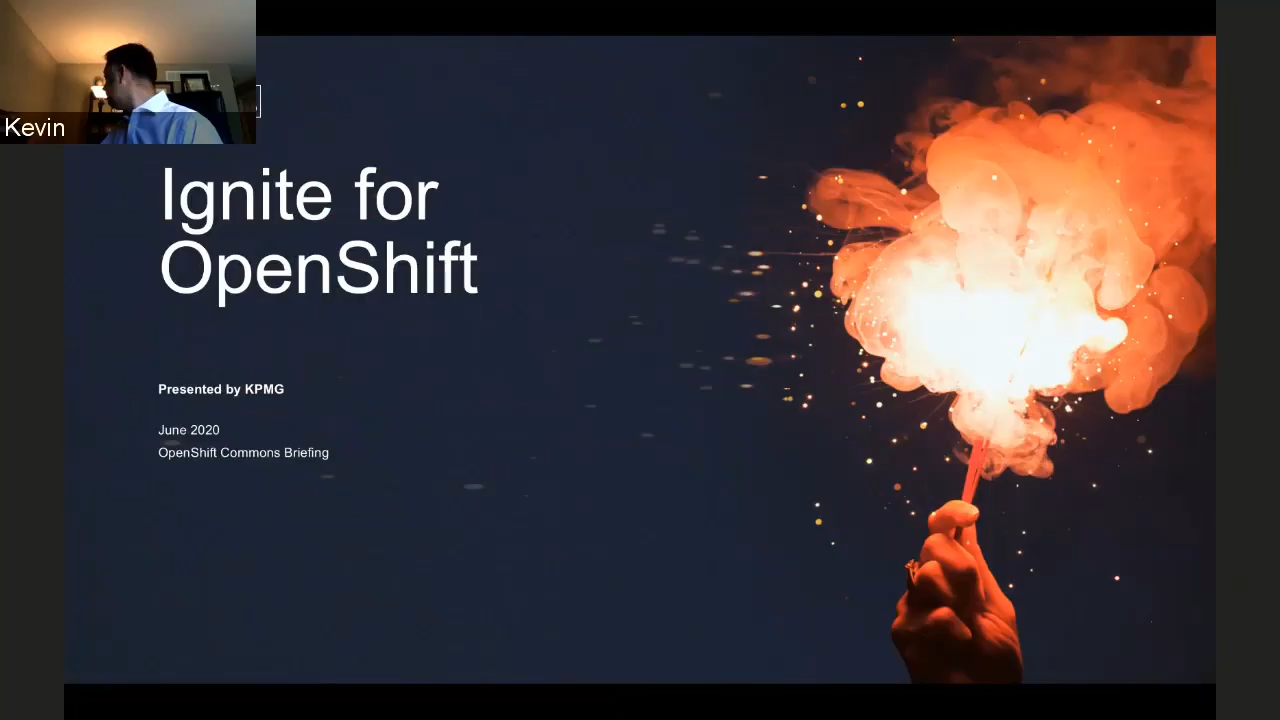 Kevin
Ignite for
OpenShift
Presented by KPMG
June 2020
OpenShift Commons Briefing